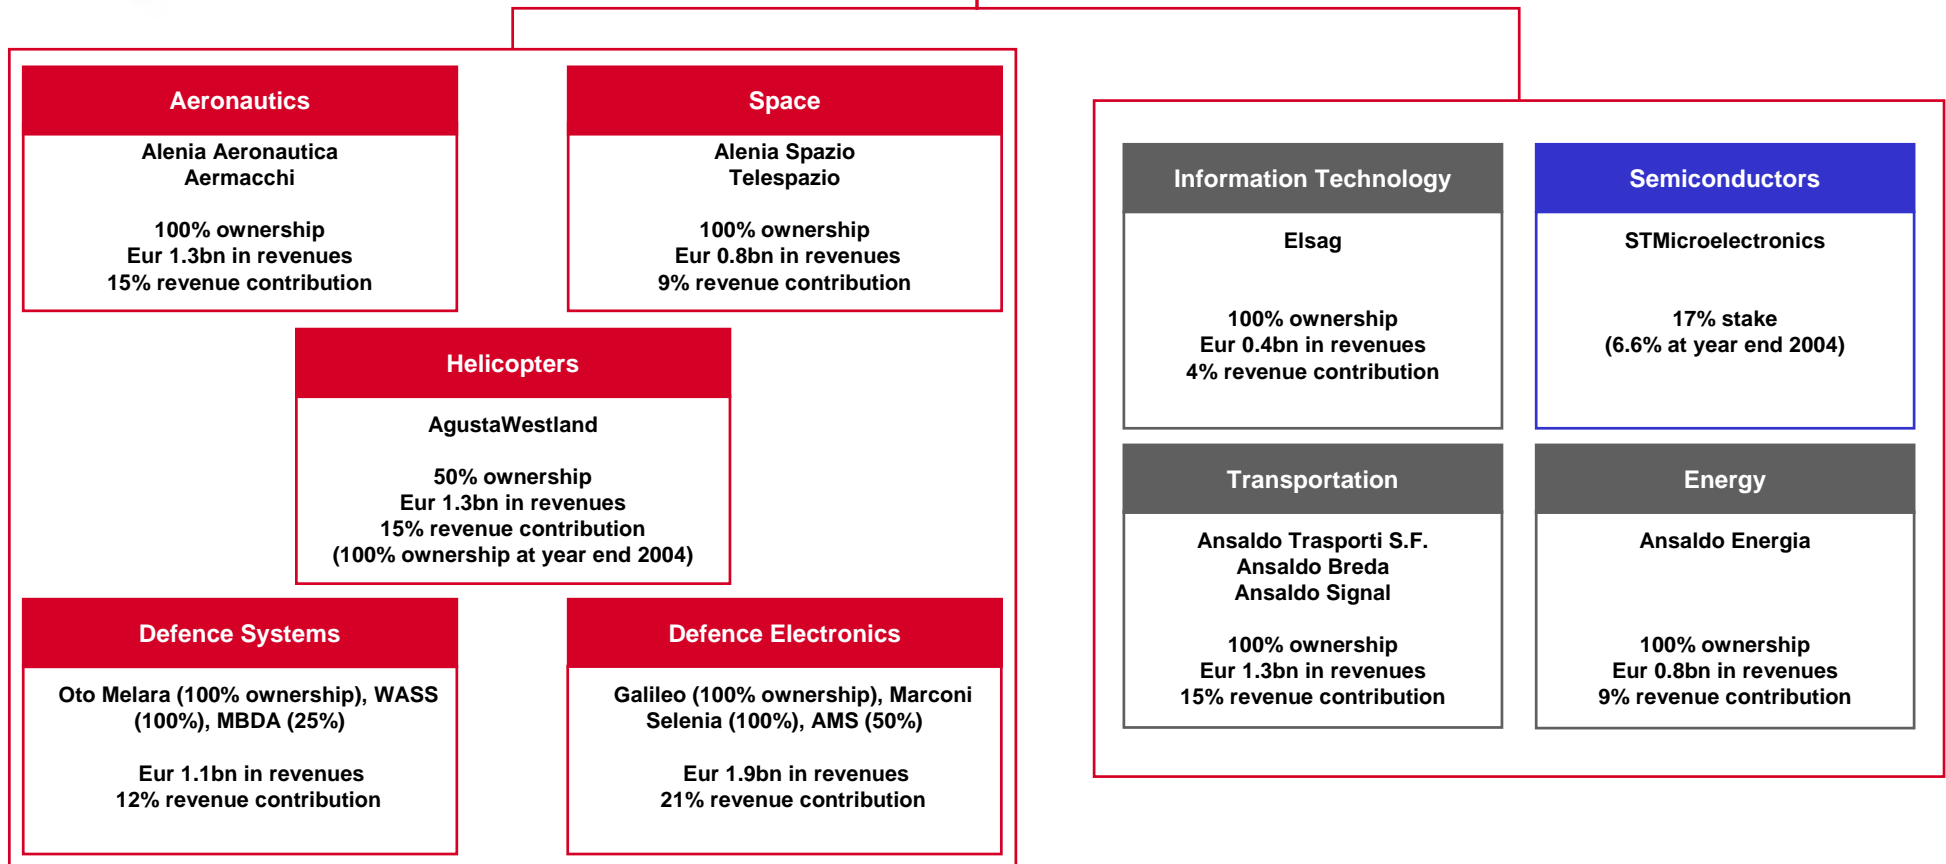 Aeronautics
Alenia Aeronautica
Aermacchi
100% ownership
Eur 1.3bn in revenues
15% revenue contribution
Space
Alenia Spazio
Telespazio
100% ownership
Eur 0.8bn in revenues
9% revenue contribution
Helicopters
AgustaWestland
50% ownership
Eur 1.3bn in revenues
15% revenue contribution
(100% ownership at year end 2004)
Defence Systems
Oto Melara (100% ownership), WASS
(100%), MBDA (25%)
Eur 1.1bn in revenues
12% revenue contribution
Defence Electronics
Galileo (100% ownership), Marconi
Selenia (100%), AMS (50%)
Eur 1.9bn in revenues
21% revenue contribution
Information Technology
Elsag
100% ownership
Eur 0.4bn in revenues
4% revenue contribution
Semiconductors
STMicroelectronics
17% stake
(6.6% at year end 2004)
Transportation
Ansaldo Trasporti S.F.
Ansaldo Breda
Ansaldo Signal
100% ownership
Eur 1.3bn in revenues
15% revenue contribution
Energy
Ansaldo Energia
100% ownership
Eur 0.8bn in revenues
9% revenue contribution